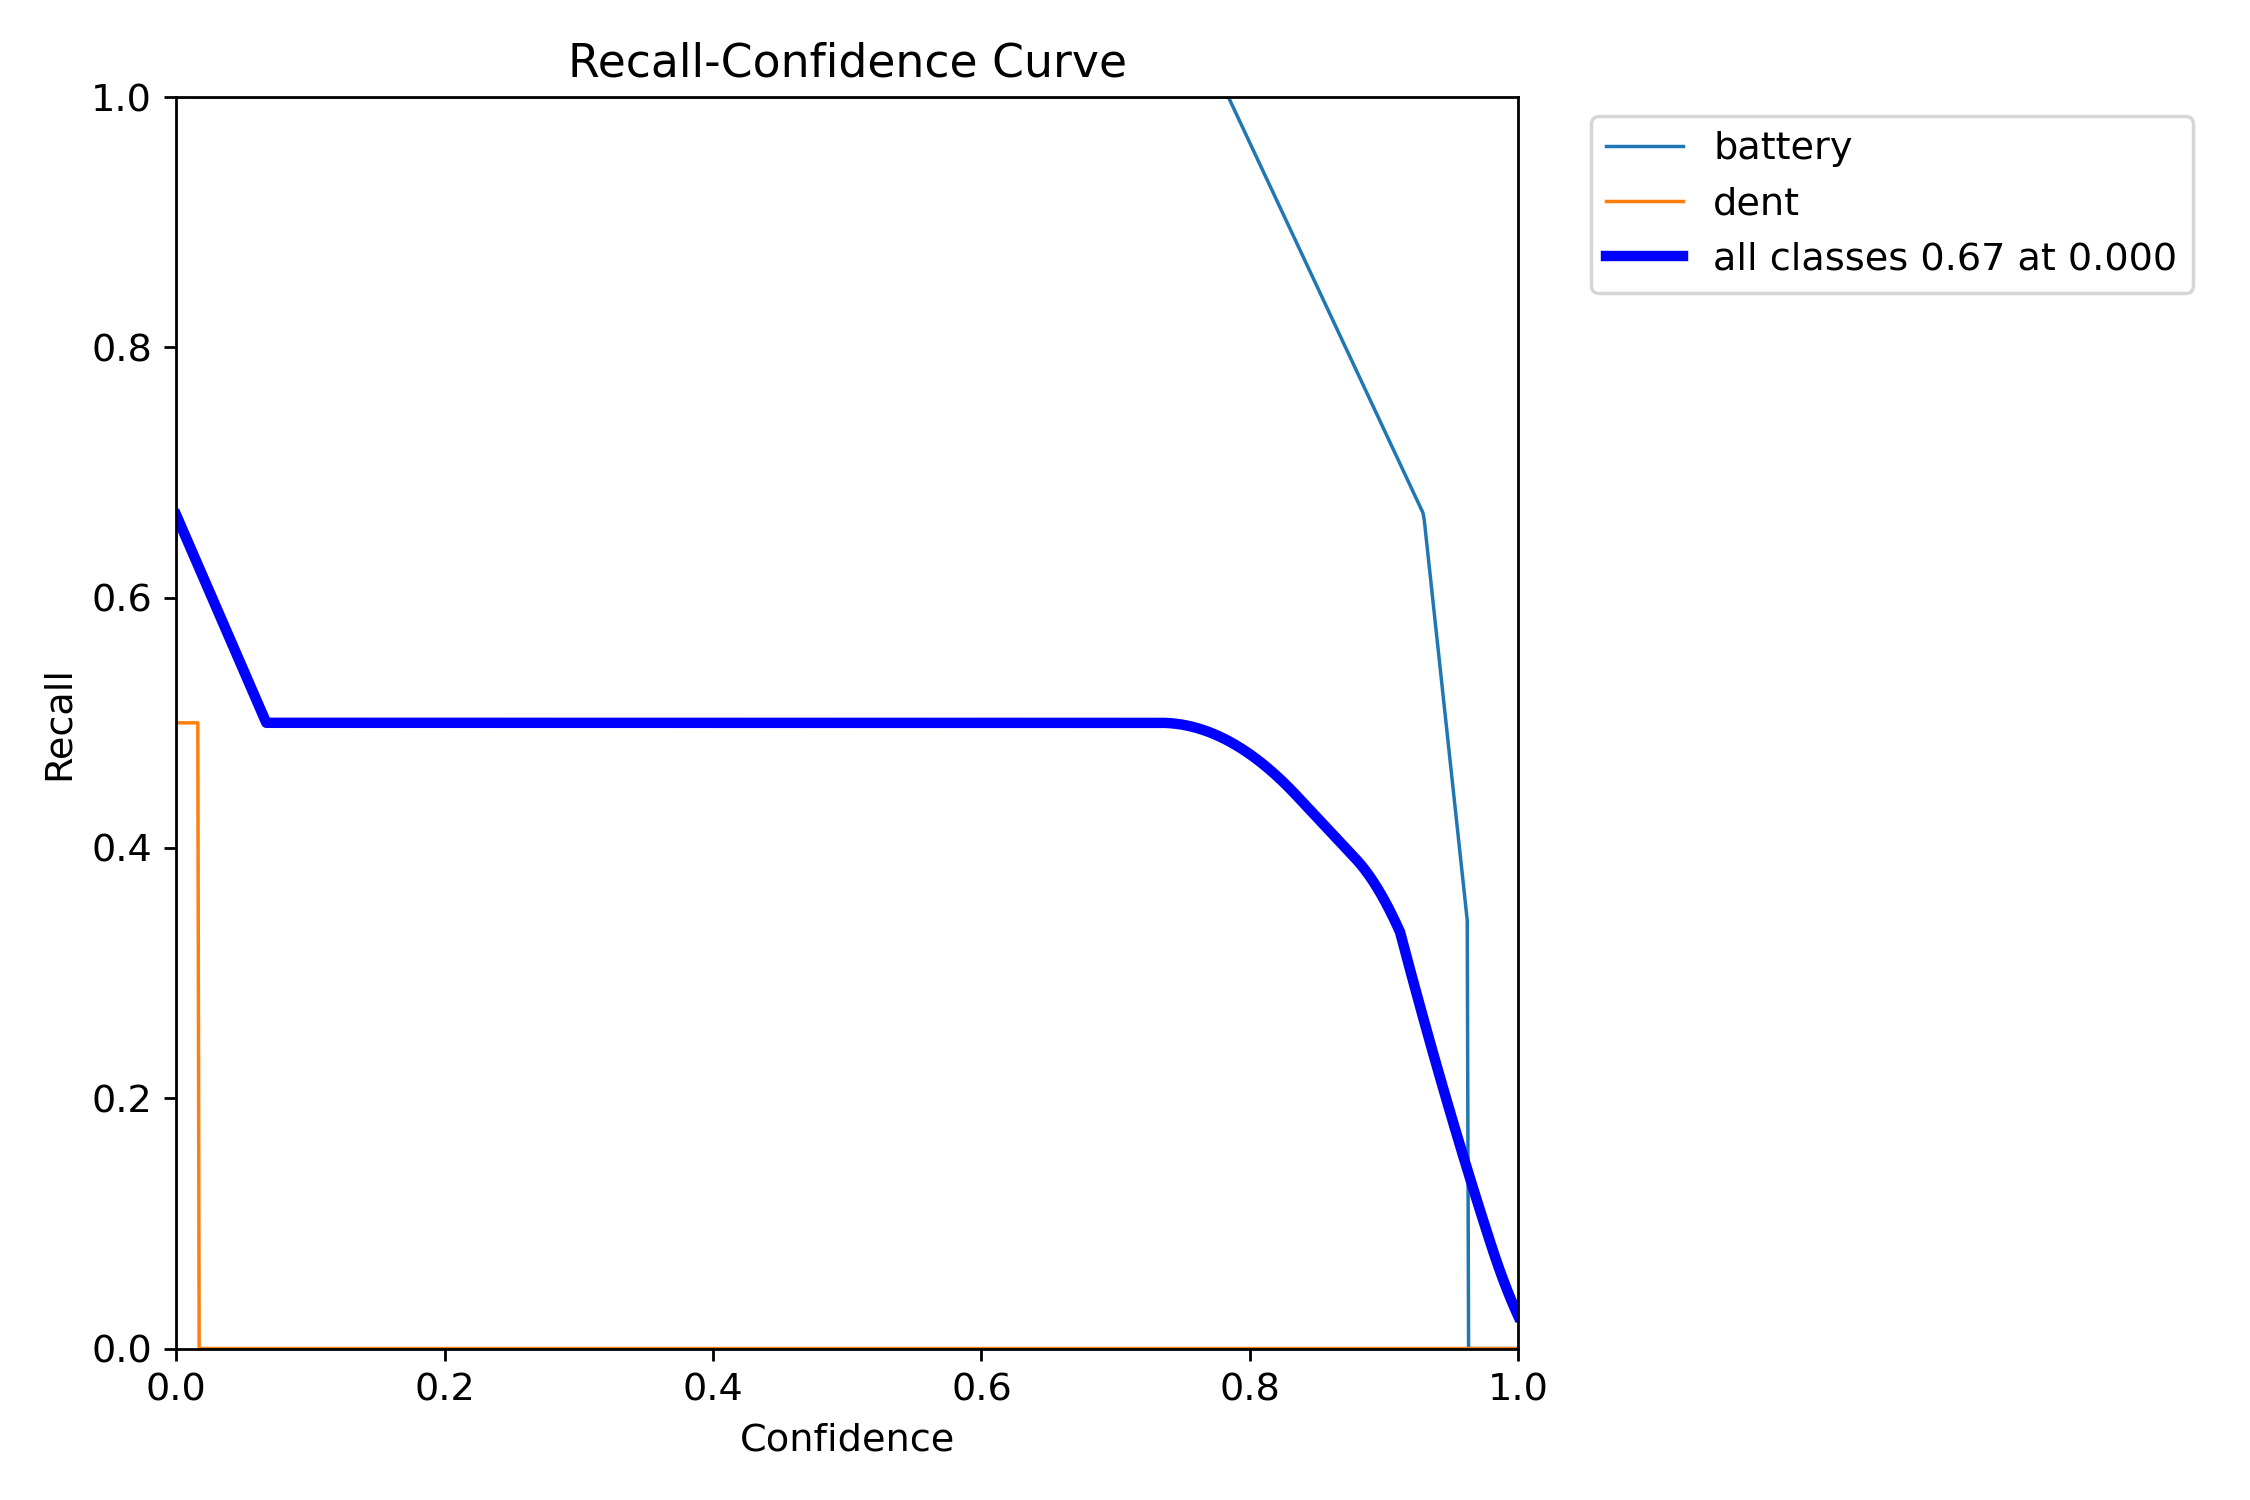 Recall-Confidence Curve
battery
dent
all classes 0.67 at 0.000
1.0
0.8
0.6
0.4
0.2
0.0
Recall
0.0 0.2 0.4 0.6 0.8 1.0
Confidence